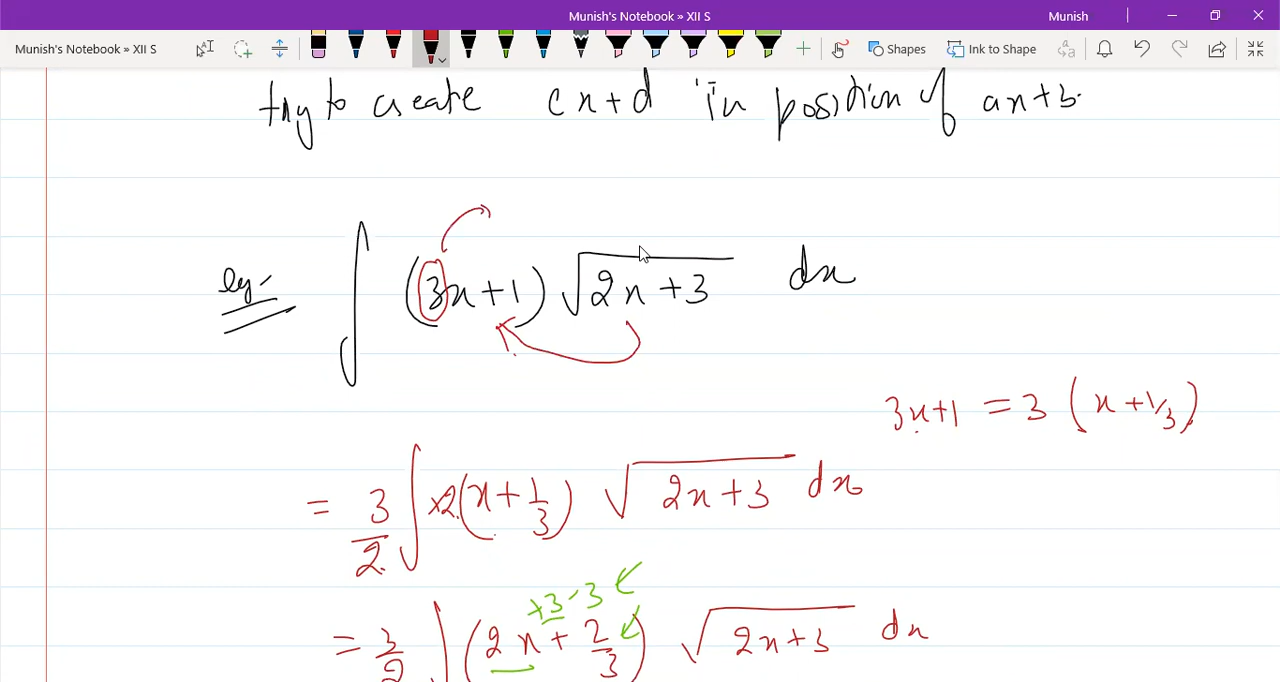 Munish's Notebook » XII S
Munish
Munish's Notebook » XII S
Shapes
Ink to Shape
try to create cx+d in position of ax+b.
eg:- ∫ (3x+1) √(2x+3) dx
3x+1 = 3 (x+1/3)
= 3/2 ∫ ×2(x+1/3) √(2x+3) dx
+3-3
= 3/2 ∫ (2x+2/3) √(2x+3) dx